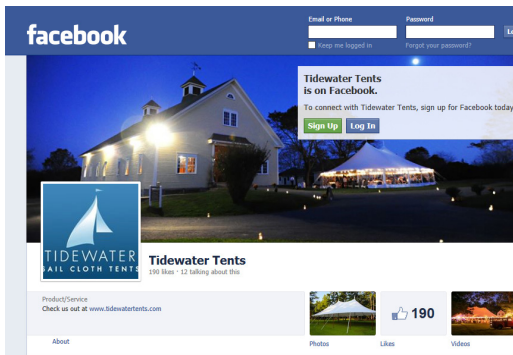 Email or Phone
Password
facebook
Keep me logged in
Forgot your password?
Tidewater Tents
is on Facebook.
To connect with Tidewater Tents, sign up for Facebook today
Sign Up
Log In
TIDEWATER
SAIL CLOTH TENTS
Tidewater Tents
190 likes · 12 talking about this
Product/Service
Check us out at www.tidewatertents.com
190
About
Photos
Likes
Videos